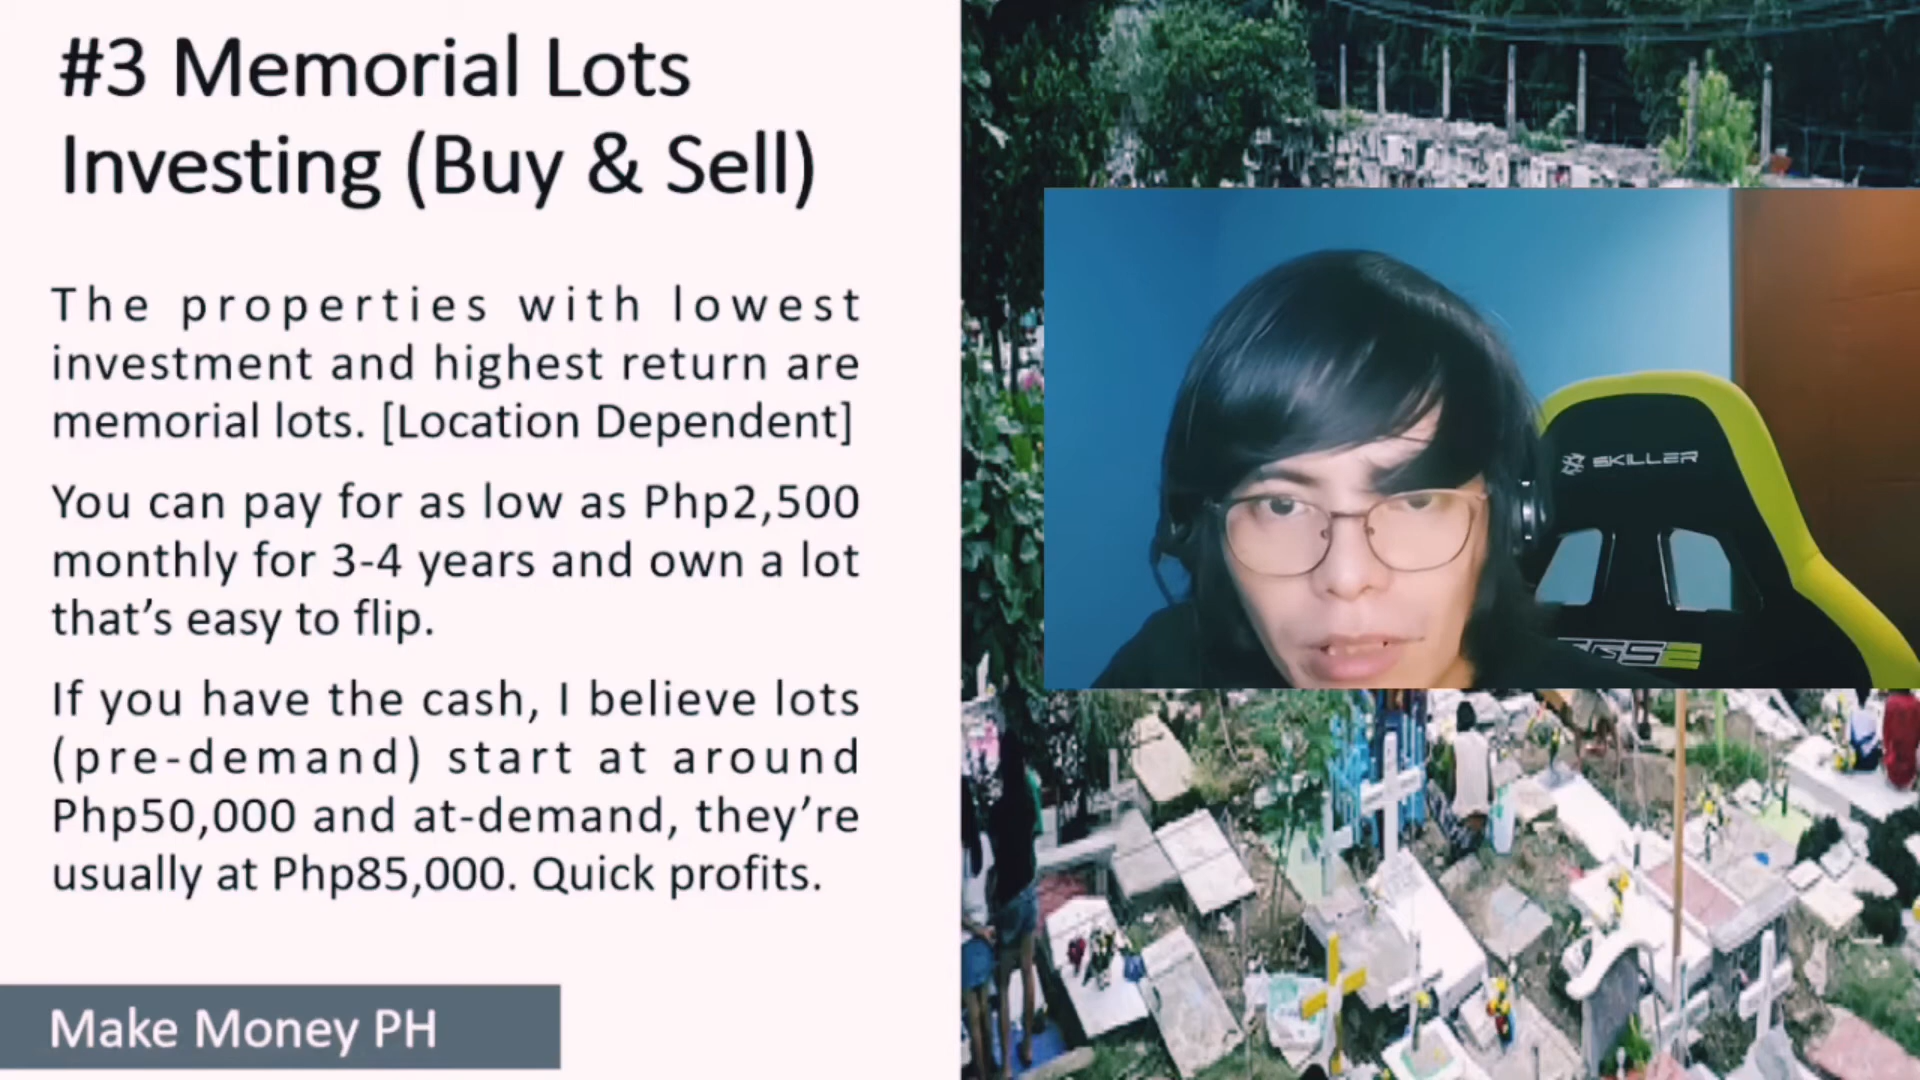 #3 Memorial Lots
Investing (Buy & Sell)
The properties with lowest
investment and highest return are
memorial lots. [Location Dependent]
You can pay for as low as Php2,500
monthly for 3-4 years and own a lot
that’s easy to flip.
If you have the cash, I believe lots
(pre-demand) start at around
Php50,000 and at-demand, they’re
usually at Php85,000. Quick profits.
Make Money PH
SKILLER